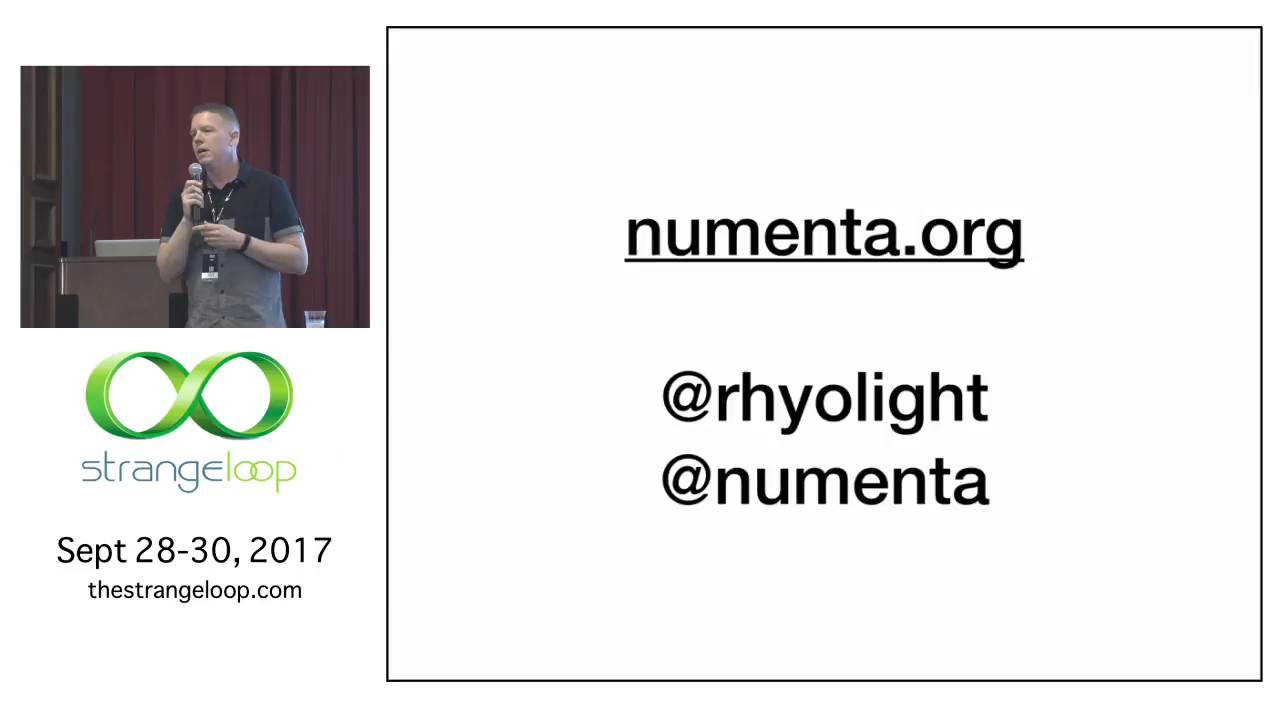 strangeloop
Sept 28-30, 2017
thestrangeloop.com
numenta.org
@rhyolight
@numenta